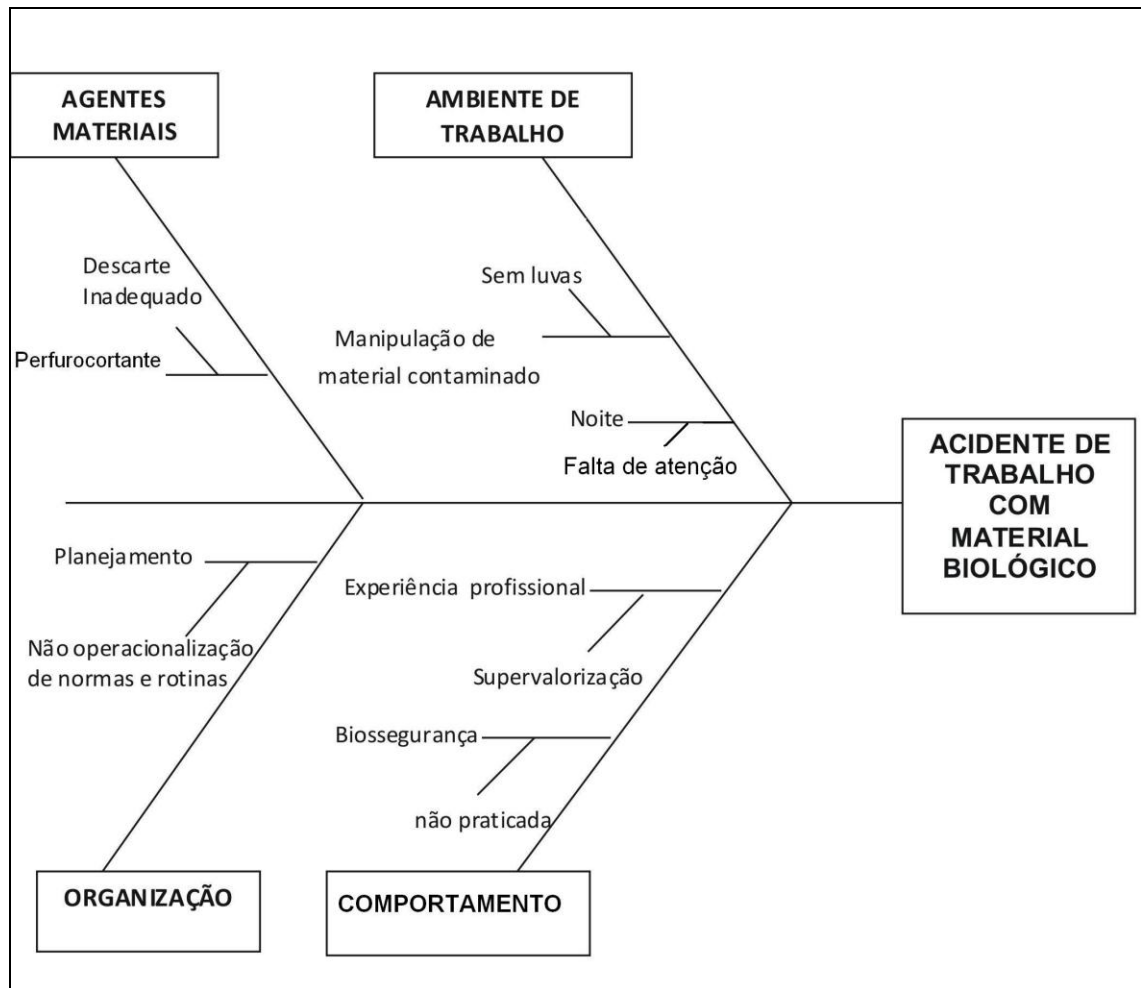 AGENTES
MATERIAIS
AMBIENTE DE
TRABALHO
Descarte
Inadequado
Perfurocortante
Sem luvas
Manipulação de
material contaminado
Noite
Falta de atenção
ACIDENTE DE
TRABALHO
COM
MATERIAL
BIOLÓGICO
Planejamento
Não operacionalização
de normas e rotinas
Experiência profissional
Supervalorização
Biossegurança
não praticada
ORGANIZAÇÃO
COMPORTAMENTO